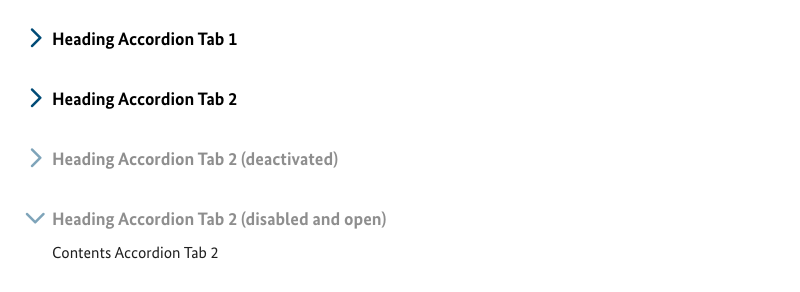 Heading Accordion Tab 1
Heading Accordion Tab 2
Heading Accordion Tab 2 (deactivated)
Heading Accordion Tab 2 (disabled and open)
Contents Accordion Tab 2